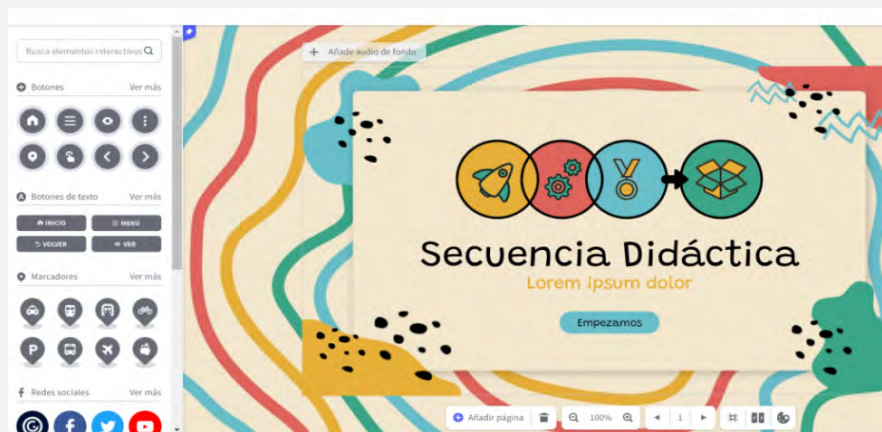 Busca elementos interactivos
Botones Ver más
Botones de texto Ver más
INICIO MENÚ
VOLVER VER
Marcadores Ver más
P
Redes sociales Ver más
Añade audio de fondo
Secuencia Didáctica
Lorem ipsum dolor
Empezamos
Añadir página 100% 1